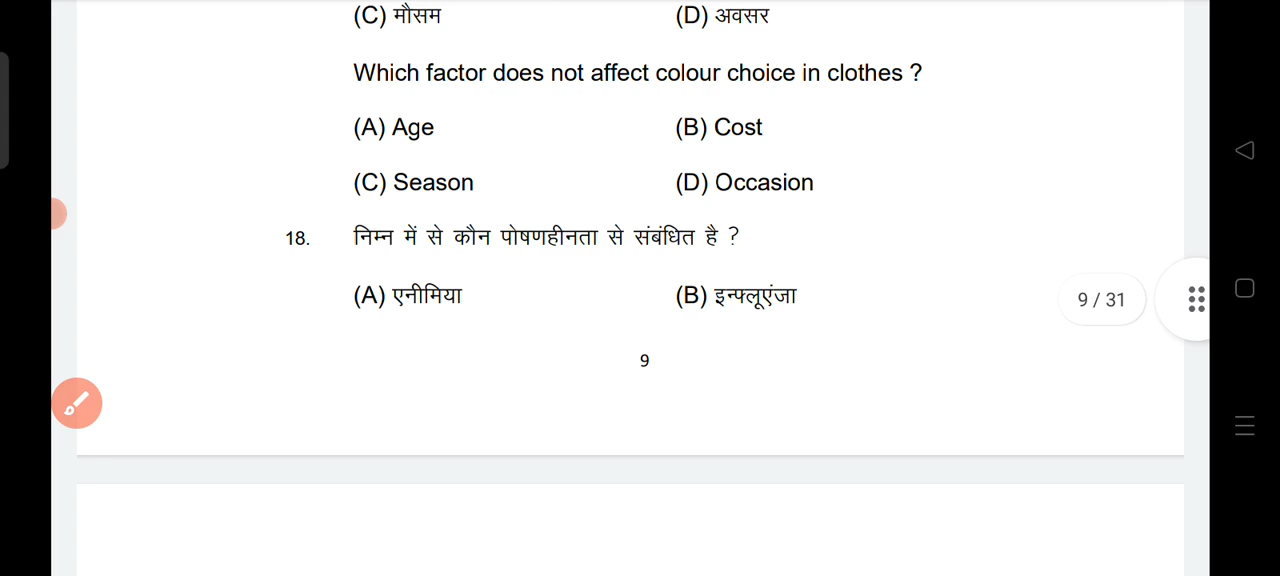 (C) मौसम (D) अवसर
Which factor does not affect colour choice in clothes ?
(A) Age (B) Cost
(C) Season (D) Occasion
18. निम्न में से कौन पोषणहीनता से संबंधित है ?
(A) एनीमिया (B) इन्फ्लूएंजा
9 / 31
9